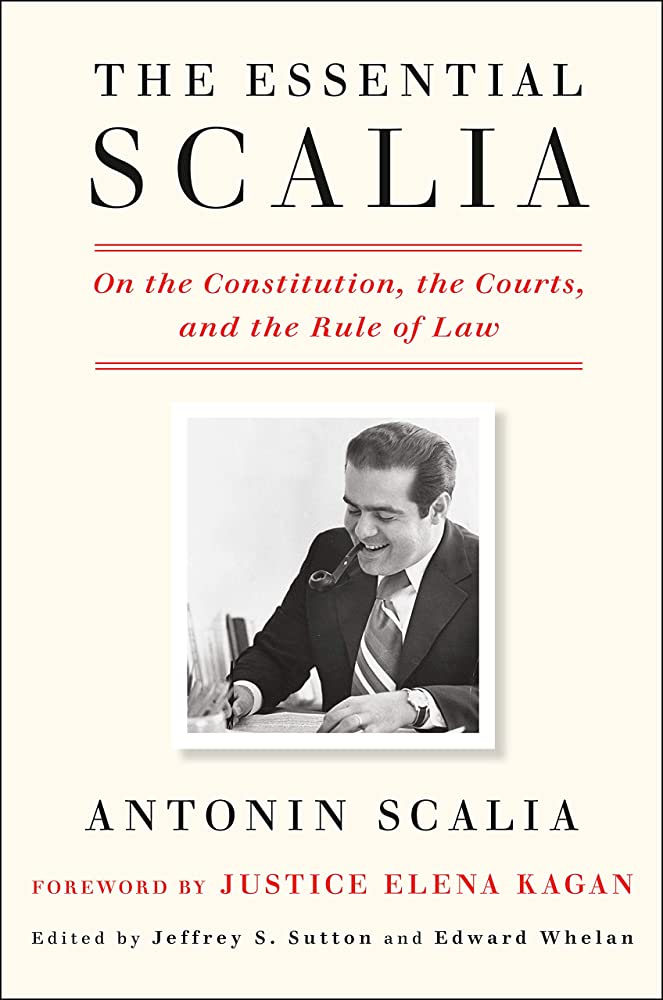 THE ESSENTIAL
SCALIA
On the Constitution, the Courts,
and the Rule of Law
ANTONIN SCALIA
FOREWORD BY JUSTICE ELENA KAGAN
Edited by Jeffrey S. Sutton and Edward Whelan